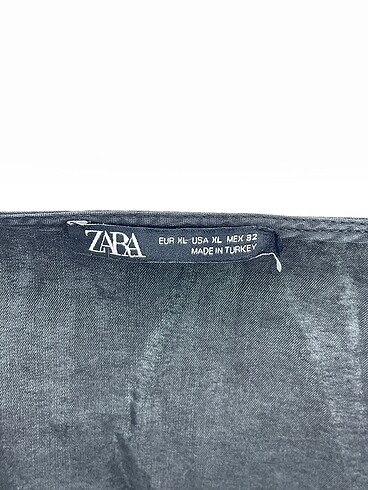 ZARA
EUR XL USA XL MEX 32
MADE IN TURKEY